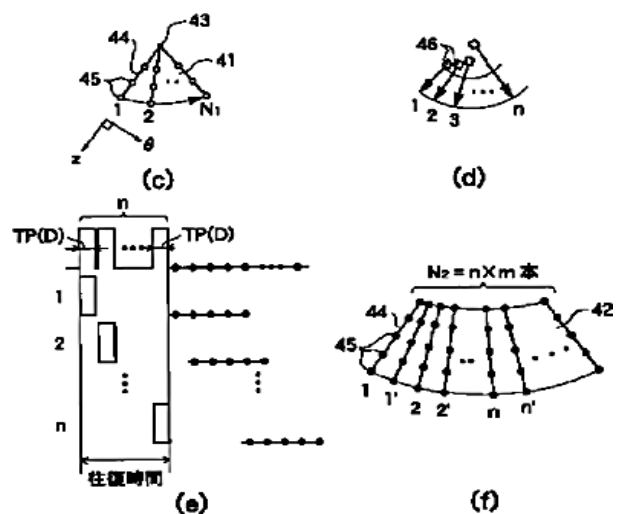 43
44
41
45
1 2 N1
z θ
(c)
46
1 2 3 ... n
(d)
n
TP(D) ... TP(D)
1
2
n
往復時間
(e)
N2=n×m 本
44
42
45
1 1' 2 2' n n'
(f)